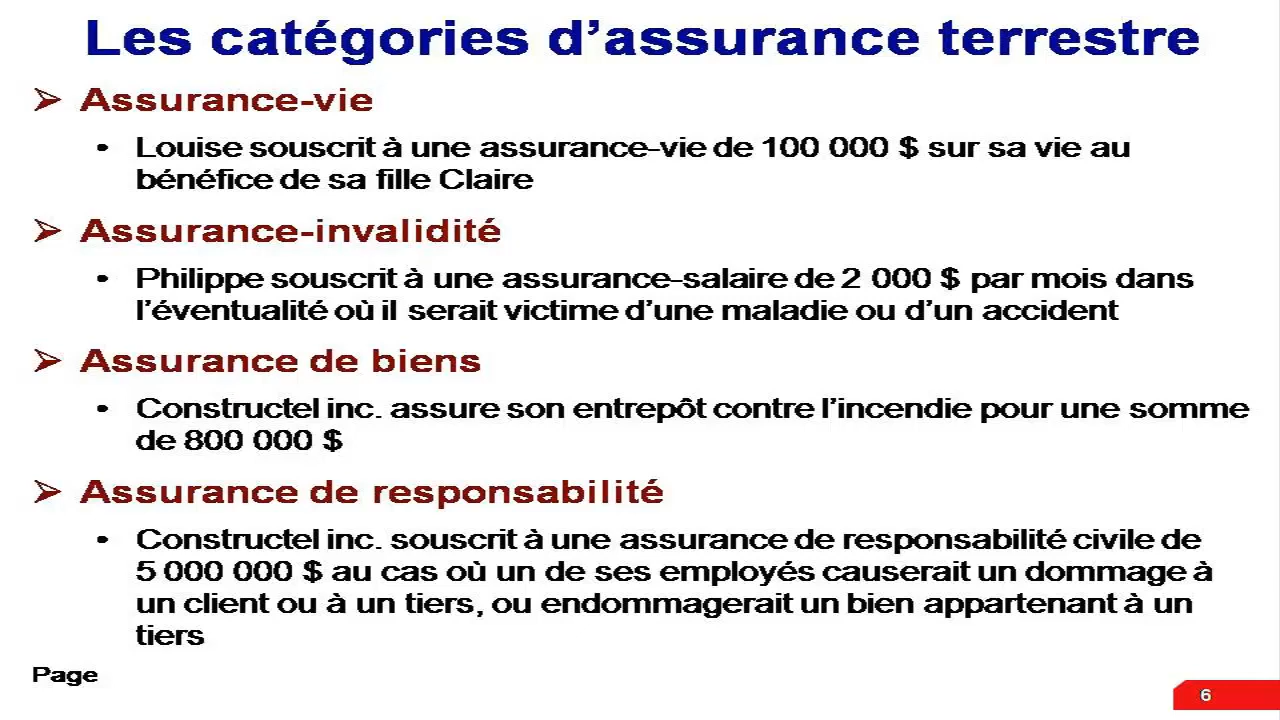 Les catégories d’assurance terrestre
➢ Assurance-vie
• Louise souscrit à une assurance-vie de 100 000 $ sur sa vie au
bénéfice de sa fille Claire
➢ Assurance-invalidité
• Philippe souscrit à une assurance-salaire de 2 000 $ par mois dans
l’éventualité où il serait victime d’une maladie ou d’un accident
➢ Assurance de biens
• Constructel inc. assure son entrepôt contre l’incendie pour une somme
de 800 000 $
➢ Assurance de responsabilité
• Constructel inc. souscrit à une assurance de responsabilité civile de
5 000 000 $ au cas où un de ses employés causerait un dommage à
un client ou à un tiers, ou endommagerait un bien appartenant à un
tiers
Page
6